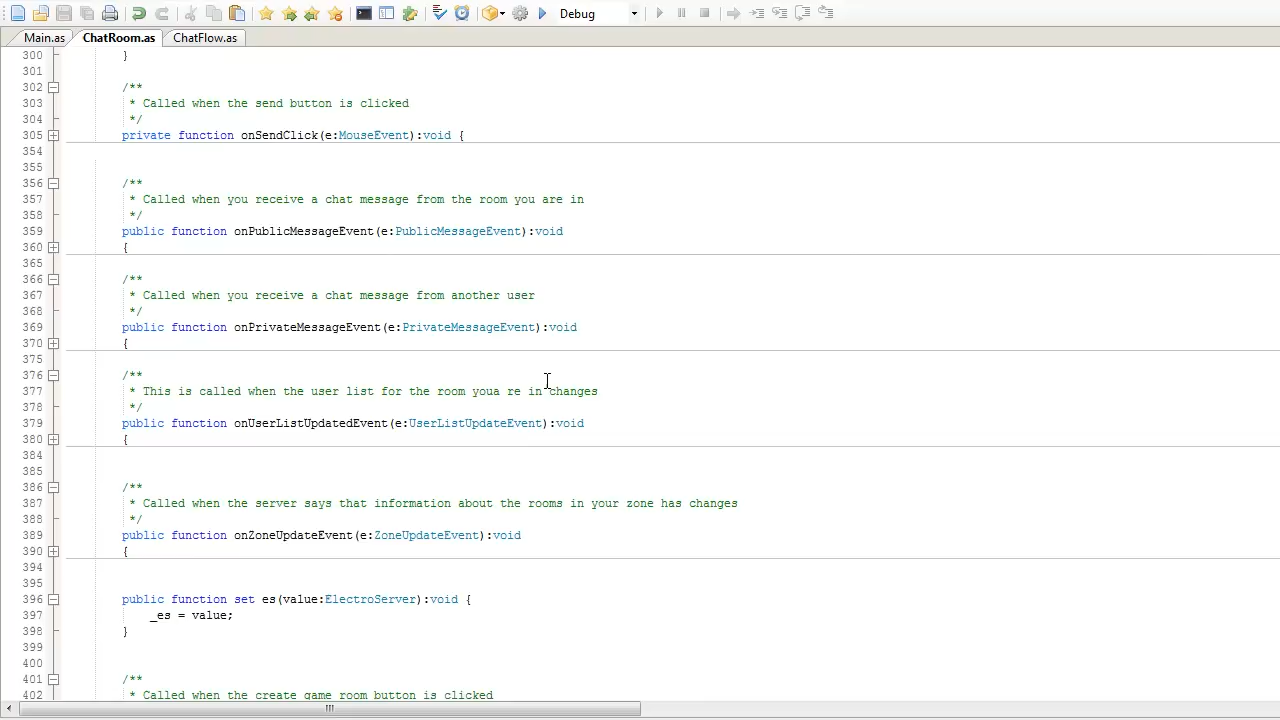 Debug
Main.as ChatRoom.as ChatFlow.as
300 }
301
302 /**
303 * Called when the send button is clicked
304 */
305 private function onSendClick(e:MouseEvent):void {
354
355
356 /**
357 * Called when you receive a chat message from the room you are in
358 */
359 public function onPublicMessageEvent(e:PublicMessageEvent):void
360 {
365
366 /**
367 * Called when you receive a chat message from another user
368 */
369 public function onPrivateMessageEvent(e:PrivateMessageEvent):void
370 {
375
376 /**
377 * This is called when the user list for the room youa re in changes
378 */
379 public function onUserListUpdatedEvent(e:UserListUpdateEvent):void
380 {
384
385
386 /**
387 * Called when the server says that information about the rooms in your zone has changes
388 */
389 public function onZoneUpdateEvent(e:ZoneUpdateEvent):void
390 {
394
395
396 public function set es(value:ElectroServer):void {
397 _es = value;
398 }
399
400
401 /**
402 * Called when the create game room button is clicked